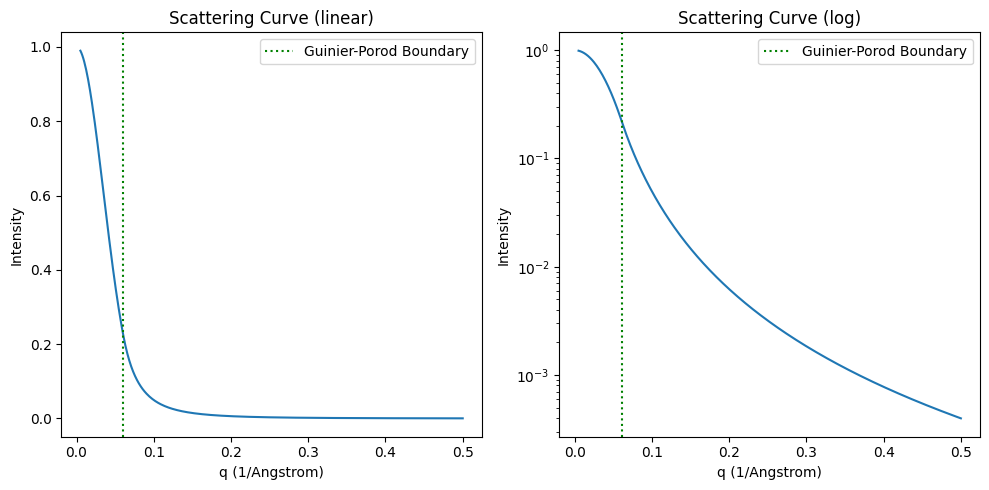 Scattering Curve (linear)
Guinier-Porod Boundary
1.0
0.8
0.6
0.4
0.2
0.0
Intensity
0.0 0.1 0.2 0.3 0.4 0.5
q (1/Angstrom)
Scattering Curve (log)
Guinier-Porod Boundary
10⁰
10⁻¹
10⁻²
10⁻³
Intensity
0.0 0.1 0.2 0.3 0.4 0.5
q (1/Angstrom)